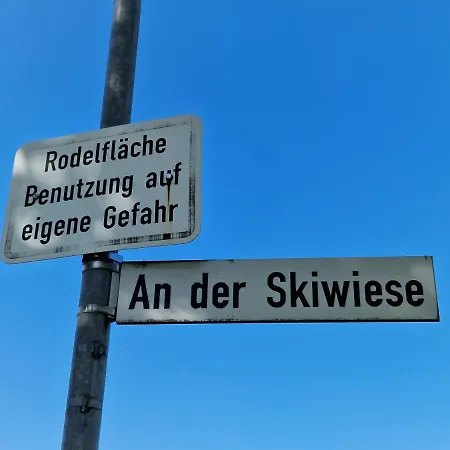 Rodelfläche
Benutzung auf
eigene Gefahr
An der Skiwiese